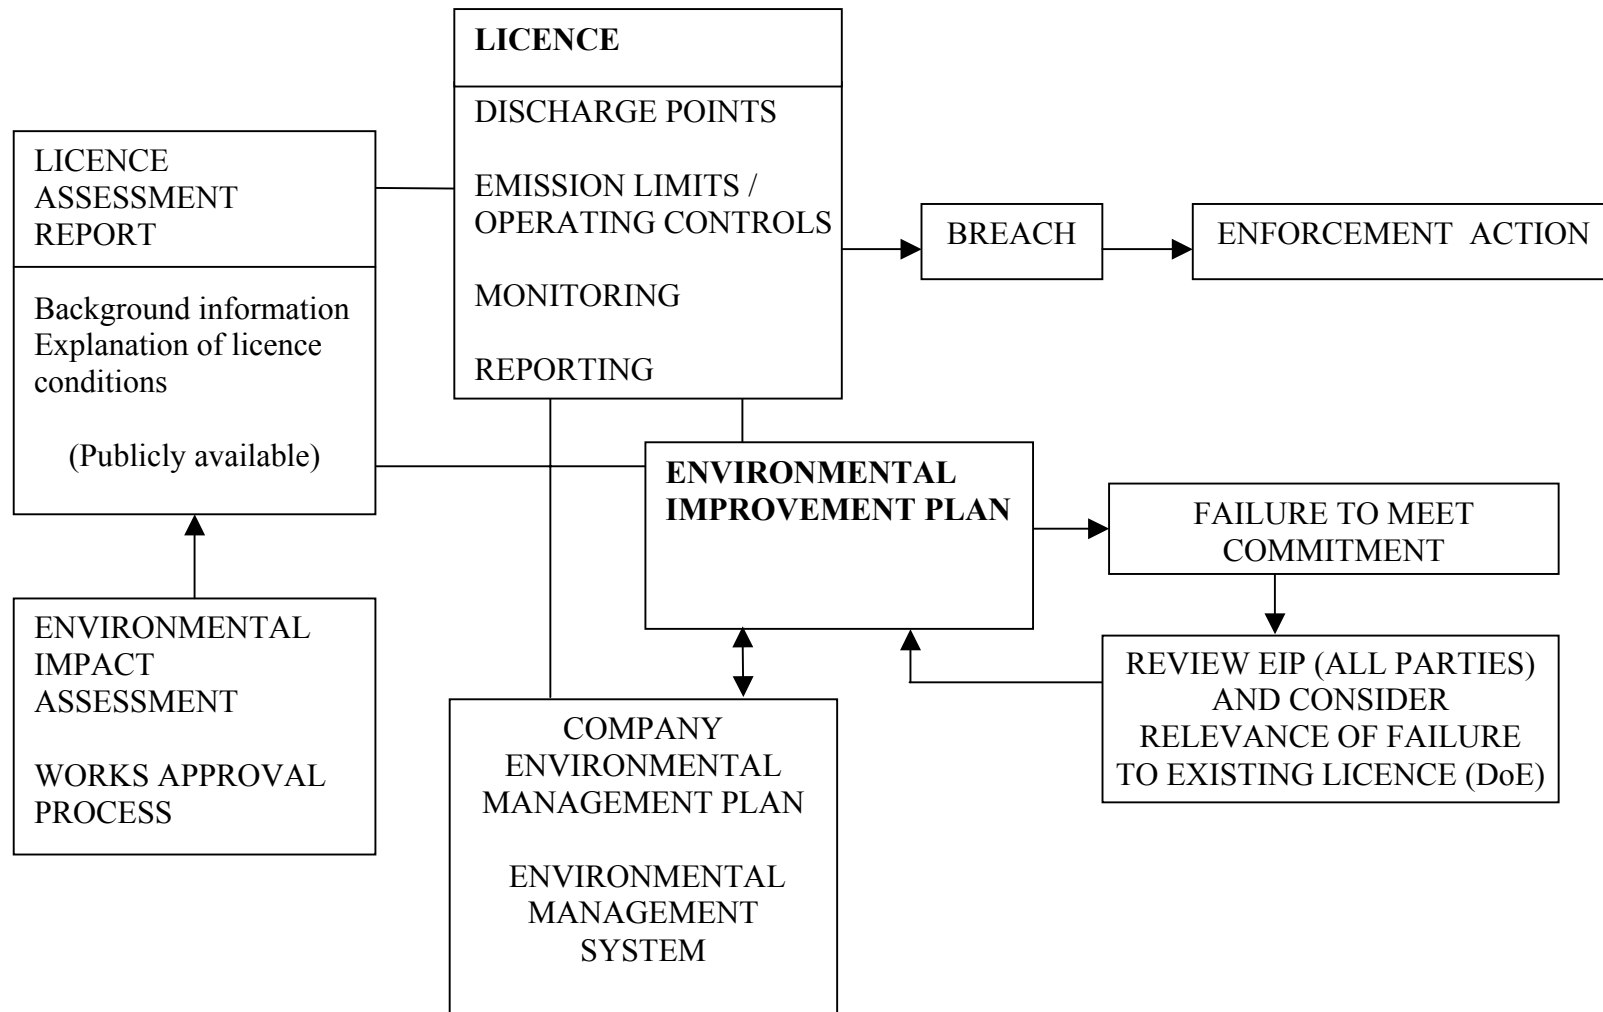 LICENCE
DISCHARGE POINTS
EMISSION LIMITS /
OPERATING CONTROLS
MONITORING
REPORTING
LICENCE
ASSESSMENT
REPORT
Background information
Explanation of licence
conditions
(Publicly available)
BREACH
ENFORCEMENT ACTION
ENVIRONMENTAL
IMPROVEMENT PLAN
FAILURE TO MEET
COMMITMENT
ENVIRONMENTAL
IMPACT
ASSESSMENT
WORKS APPROVAL
PROCESS
REVIEW EIP (ALL PARTIES)
AND CONSIDER
RELEVANCE OF FAILURE
TO EXISTING LICENCE (DoE)
COMPANY
ENVIRONMENTAL
MANAGEMENT PLAN
ENVIRONMENTAL
MANAGEMENT
SYSTEM